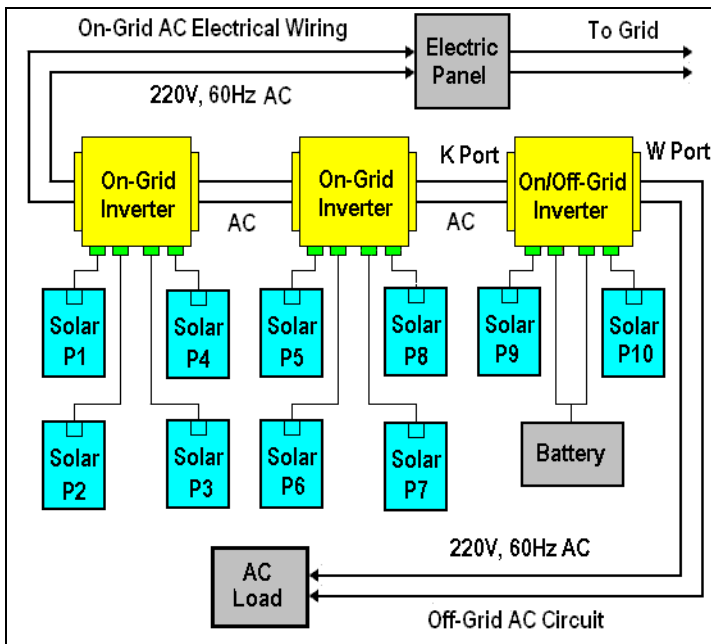 On-Grid AC Electrical Wiring
Electric
Panel
To Grid
220V, 60Hz AC
K Port
W Port
On-Grid
Inverter
On-Grid
Inverter
On/Off-Grid
Inverter
AC
AC
Solar
P1
Solar
P4
Solar
P5
Solar
P8
Solar
P9
Solar
P10
Solar
P2
Solar
P3
Solar
P6
Solar
P7
Battery
220V, 60Hz AC
AC
Load
Off-Grid AC Circuit